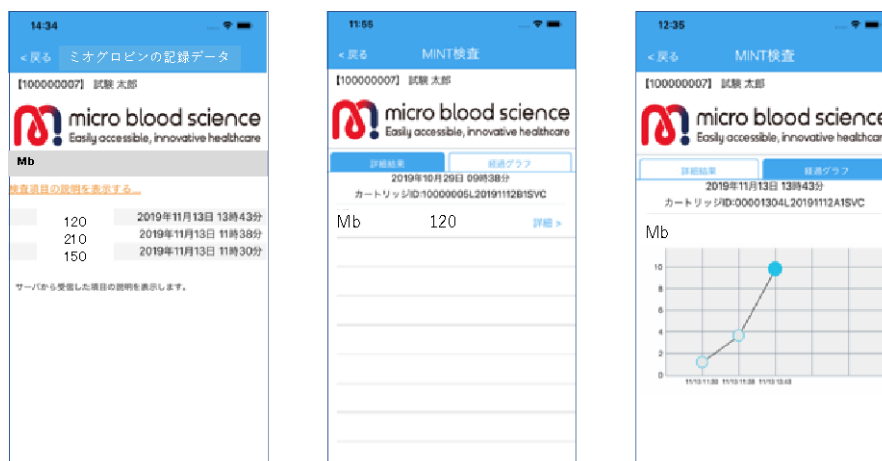 14:34
<戻る ミオグロビンの記録データ
【100000007】 試験 太郎
micro blood science
Easily accessible, innovative healthcare
Mb
検査項目の説明を表示する...
120 2019年11月13日 13時43分
210 2019年11月13日 11時38分
150 2019年11月13日 11時30分
サーバから受信した項目の説明を表示します。
11:55
<戻る MINT検査
【100000007】 試験 太郎
micro blood science
Easily accessible, innovative healthcare
詳細結果 経過グラフ
2019年10月29日 09時38分
カートリッジID:10000005L20191112B1SVC
Mb 120 詳細 >
12:35
<戻る MINT検査
【100000007】 試験 太郎
micro blood science
Easily accessible, innovative healthcar
詳細結果 経過グラフ
2019年11月13日 13時43分
カートリッジID:00001304L20191112A1SVC
Mb
10
8
6
4
2
0
11/13 11:30 11/13 11:38 11/13 13:43